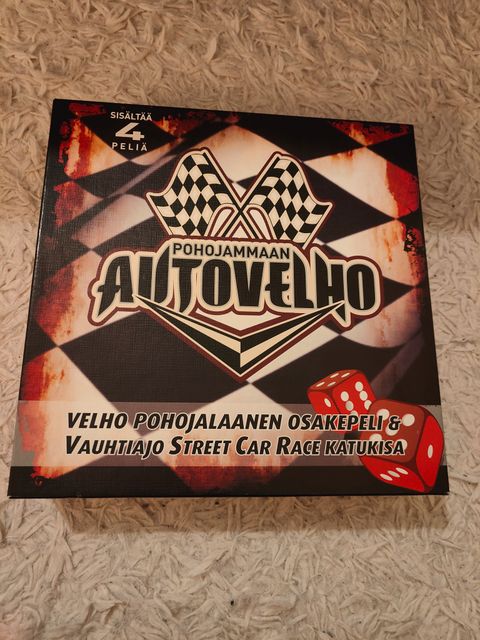 SISÄLTÄÄ
4
PELIÄ
POHOJAMMAAN
AUTOVELHO
VELHO POHOJALAANEN OSAKEPELI &
VAUHTIAJO STREET CAR RACE KATUKISA